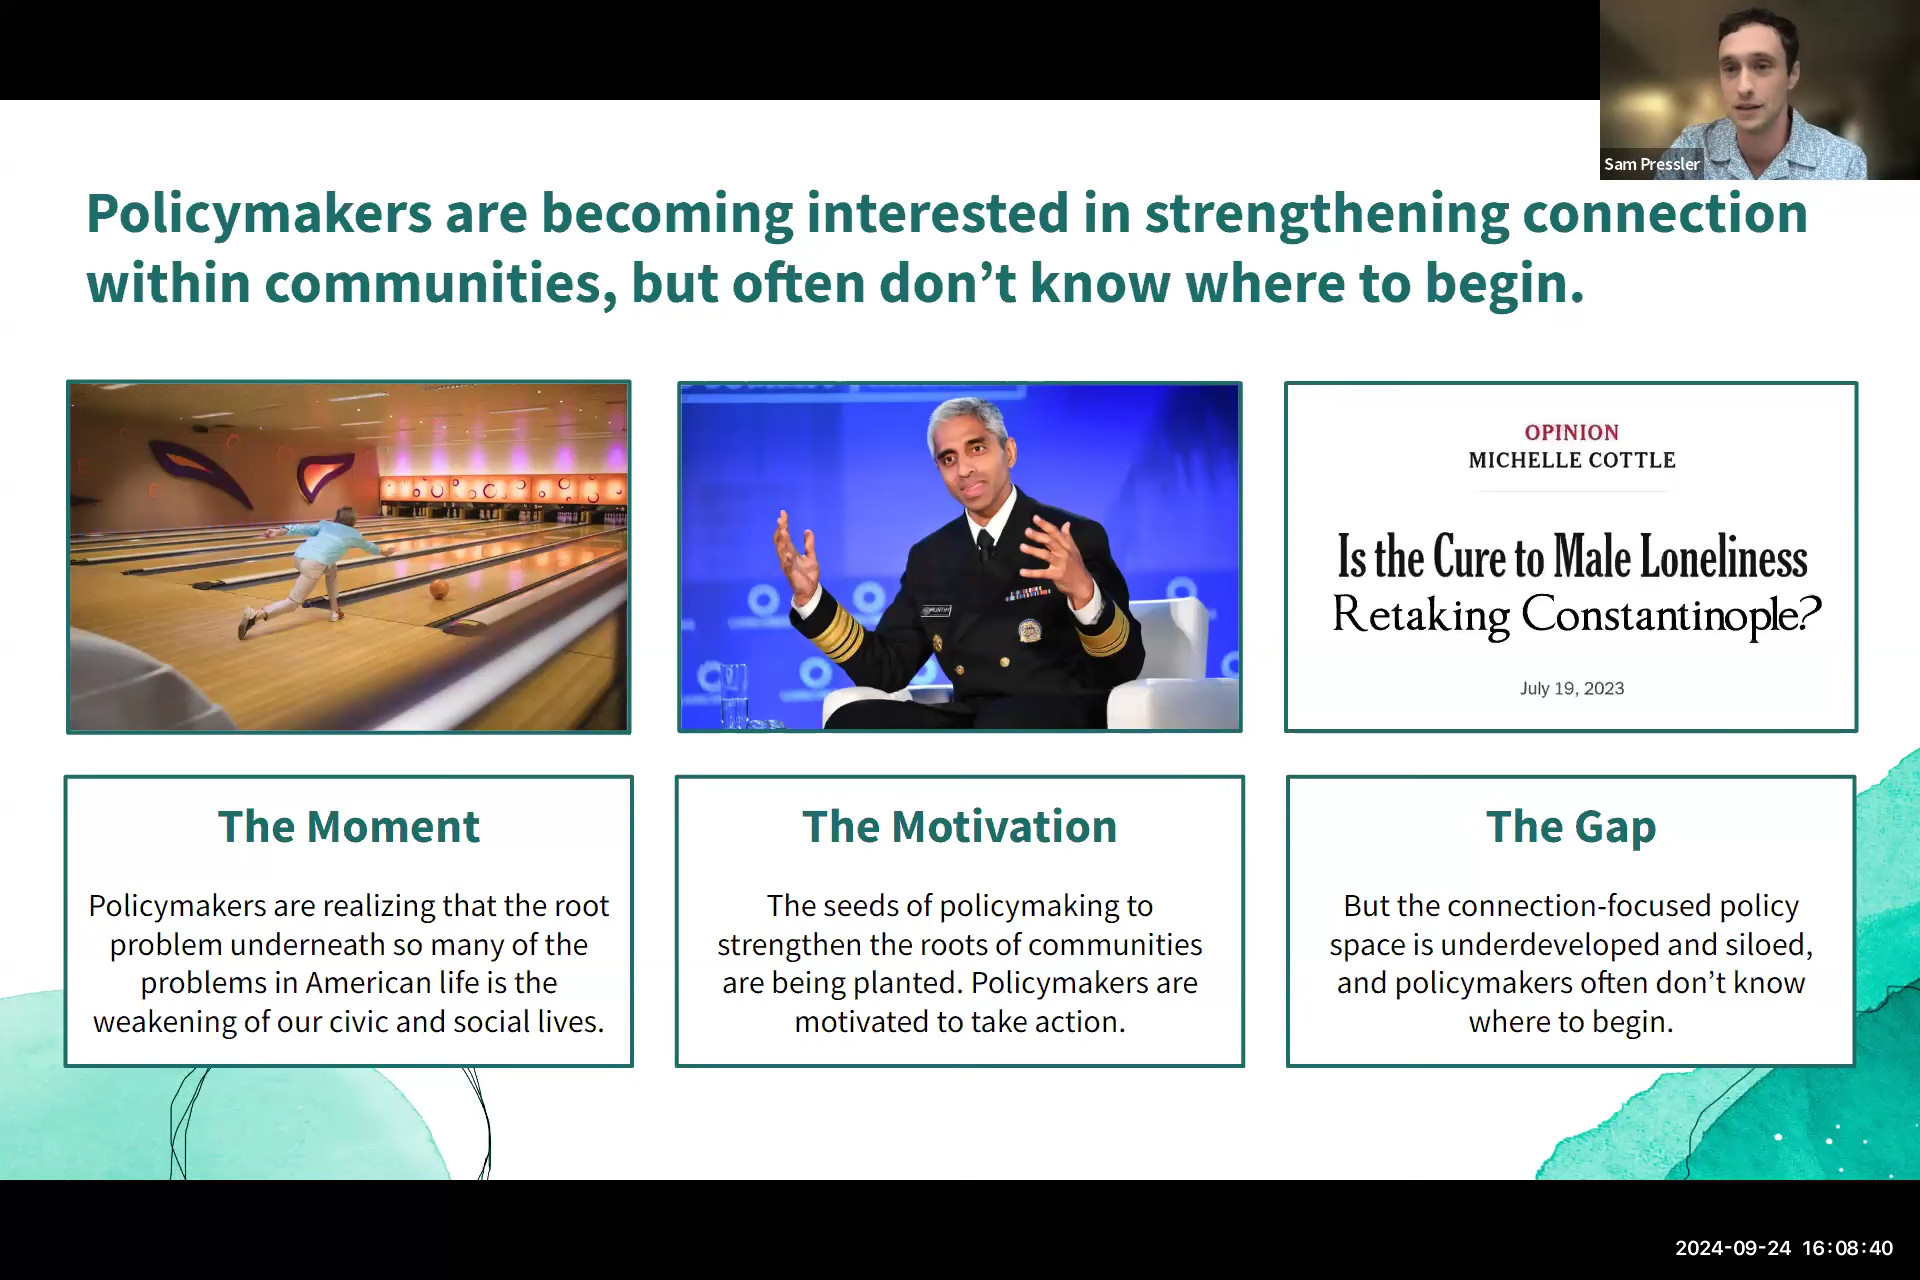 Sam Pressler
Policymakers are becoming interested in strengthening connection
within communities, but often don’t know where to begin.
MURTHY
OPINION
MICHELLE COTTLE
Is the Cure to Male Loneliness
Retaking Constantinople?
July 19, 2023
The Moment
Policymakers are realizing that the root
problem underneath so many of the
problems in American life is the
weakening of our civic and social lives.
The Motivation
The seeds of policymaking to
strengthen the roots of communities
are being planted. Policymakers are
motivated to take action.
The Gap
But the connection-focused policy
space is underdeveloped and siloed,
and policymakers often don’t know
where to begin.
2024-09-24 16:08:40